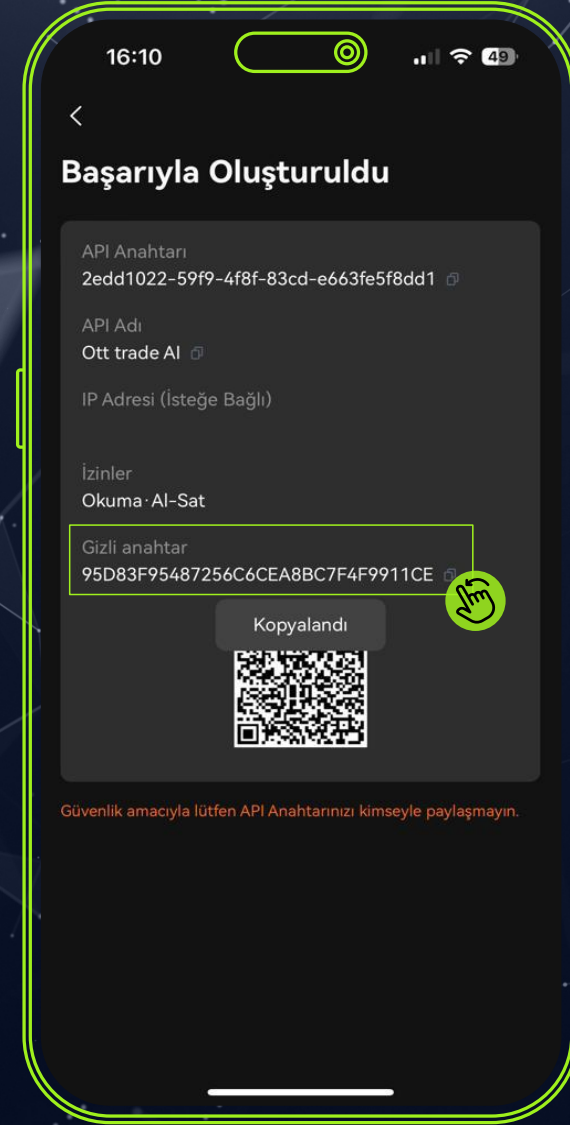 16:10
49
Başarıyla Oluşturuldu
API Anahtarı
2edd1022-59f9-4f8f-83cd-e663fe5f8dd1
API Adı
Ott trade AI
IP Adresi (İsteğe Bağlı)
İzinler
Okuma·Al-Sat
Gizli anahtar
95D83F95487256C6CEA8BC7F4F9911CE
Kopyalandı
Güvenlik amacıyla lütfen API Anahtarınızı kimseyle paylaşmayın.